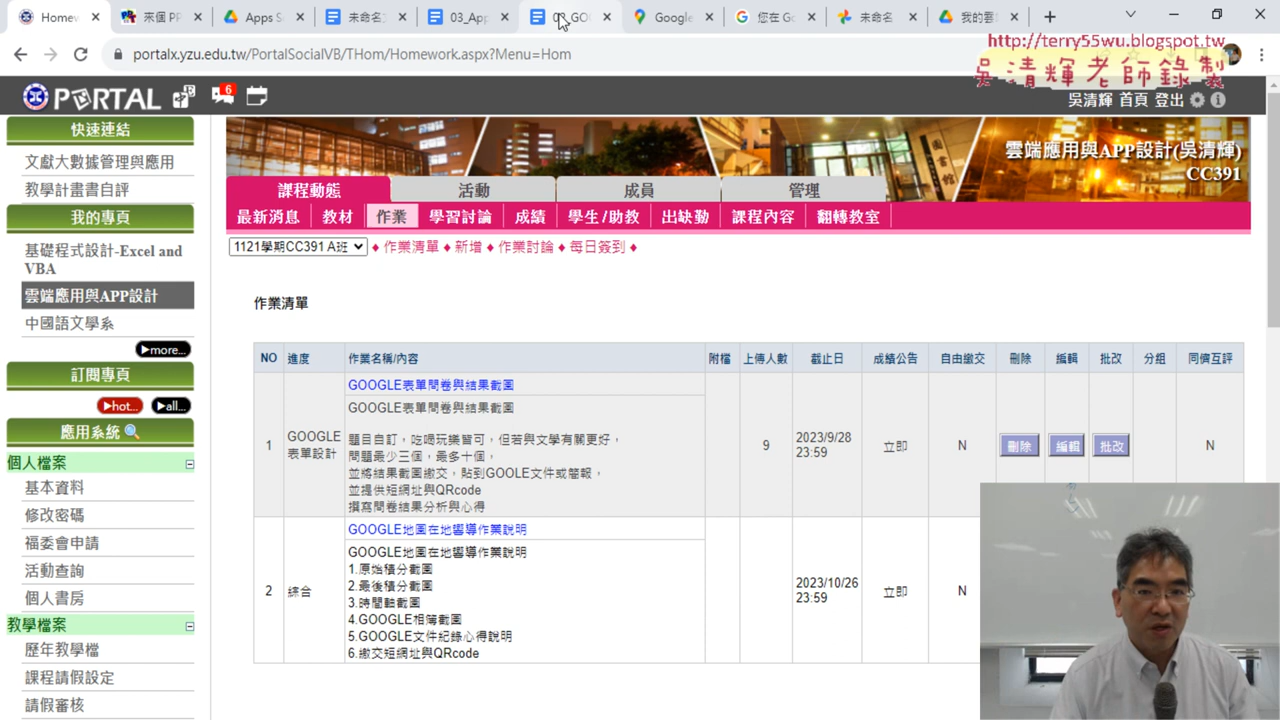 Homew
來個 PP
Apps S
未命名文
03_App
03_GO
Google
您在 Go
未命名
我的雲
portalx.yzu.edu.tw/PortalSocialVB/THom/Homework.aspx?Menu=Hom
http://terry55wu.blogspot.tw
吳清輝老師錄製
PORTAL
6
吳清輝 首頁 登出
快速連結
文獻大數據管理與應用
教學計畫書自評
我的專頁
基礎程式設計-Excel and
VBA
雲端應用與APP設計
中國語文學系
▶more...
訂閱專頁
▶hot...
▶all...
應用系統
個人檔案
基本資料
修改密碼
福委會申請
活動查詢
個人書房
教學檔案
歷年教學檔
課程請假設定
請假審核
雲端應用與APP設計(吳清輝)
CC391
課程動態 活動 成員 管理
最新消息 教材 作業 學習討論 成績 學生/助教 出缺勤 課程內容 翻轉教室
1121學期CC391 A班 ♦ 作業清單 ♦ 新增 ♦ 作業討論 ♦ 每日簽到 ♦
作業清單
NO 進度 作業名稱/內容 附檔 上傳人數 截止日 成績公告 自由繳交 刪除 編輯 批改 分組 同儕互評
1
GOOGLE
表單設計
GOOGLE表單問卷與結果截圖
GOOGLE表單問卷與結果截圖
題目自訂，吃喝玩樂皆可，但若與文學有關更好，
問題最少三個，最多十個，
並將結果截圖繳交，貼到GOOLE文件或簡報，
並提供短網址與QRcode
撰寫問卷結果分析與心得
9
2023/9/28
23:59
立即
N
刪除
編輯
批改
N
2
綜合
GOOGLE地圖在地嚮導作業說明
GOOGLE地圖在地嚮導作業說明
1.原始積分截圖
2.最後積分截圖
3.時間軸截圖
4.GOOGLE相簿截圖
5.GOOGLE文件紀錄心得說明
6.繳交短網址與QRcode
2023/10/26
23:59
立即
N